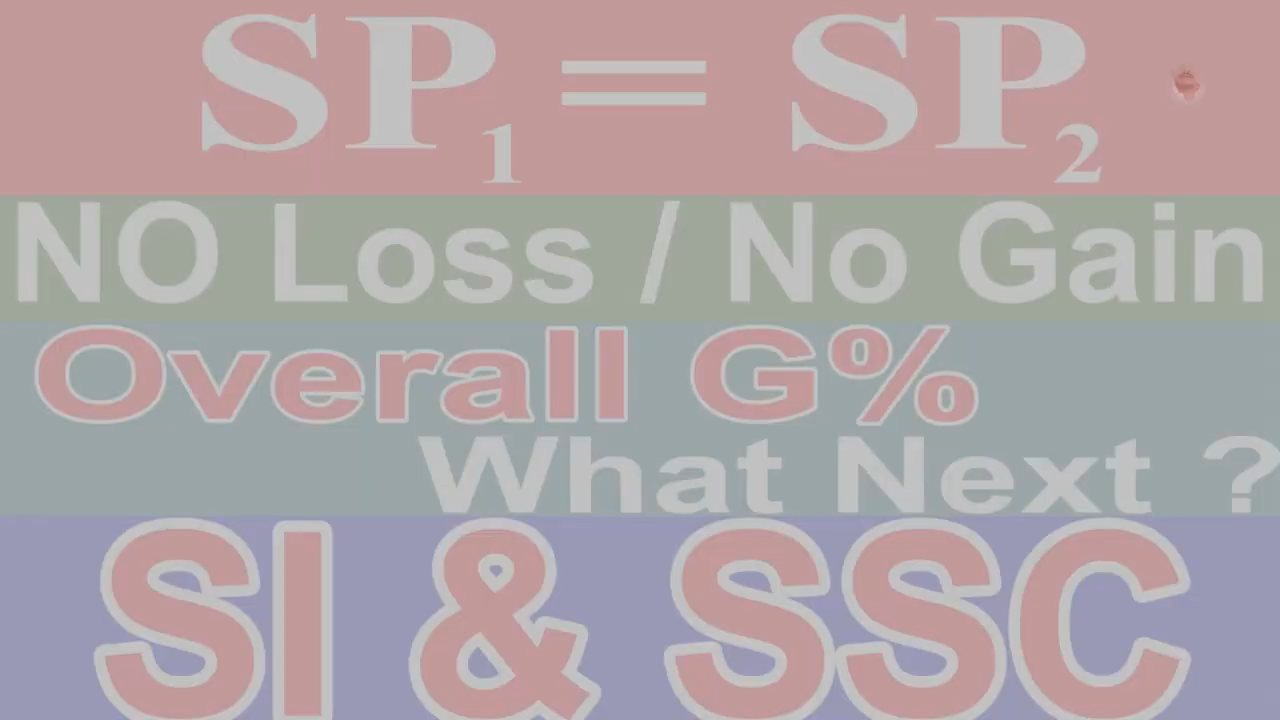 SP₁ = SP₂
NO Loss / No Gain
Overall G%
What Next ?
SI & SSC